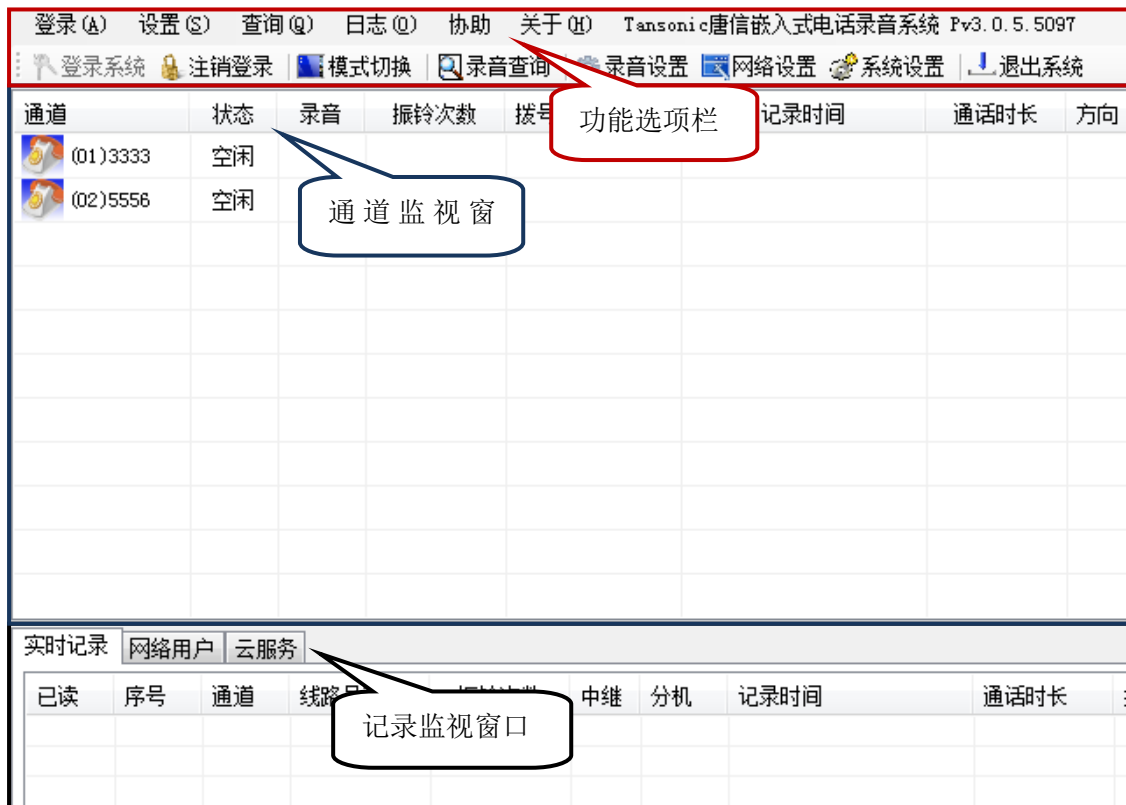 登录(A) 设置(S) 查询(Q) 日志(O) 协助 关于(H) Tansonic唐信嵌入式电话录音系统 Pv3.0.5.5097
登录系统 注销登录 模式切换 录音查询 录音设置 网络设置 系统设置 退出系统
功能选项栏
通道 状态 录音 振铃次数 拨号 记录时间 通话时长 方向
(01)3333 空闲
(02)5556 空闲
通道监视窗
实时记录 网络用户 云服务
已读 序号 通道 线路号 振铃次数 中继 分机 记录时间 通话时长
记录监视窗口